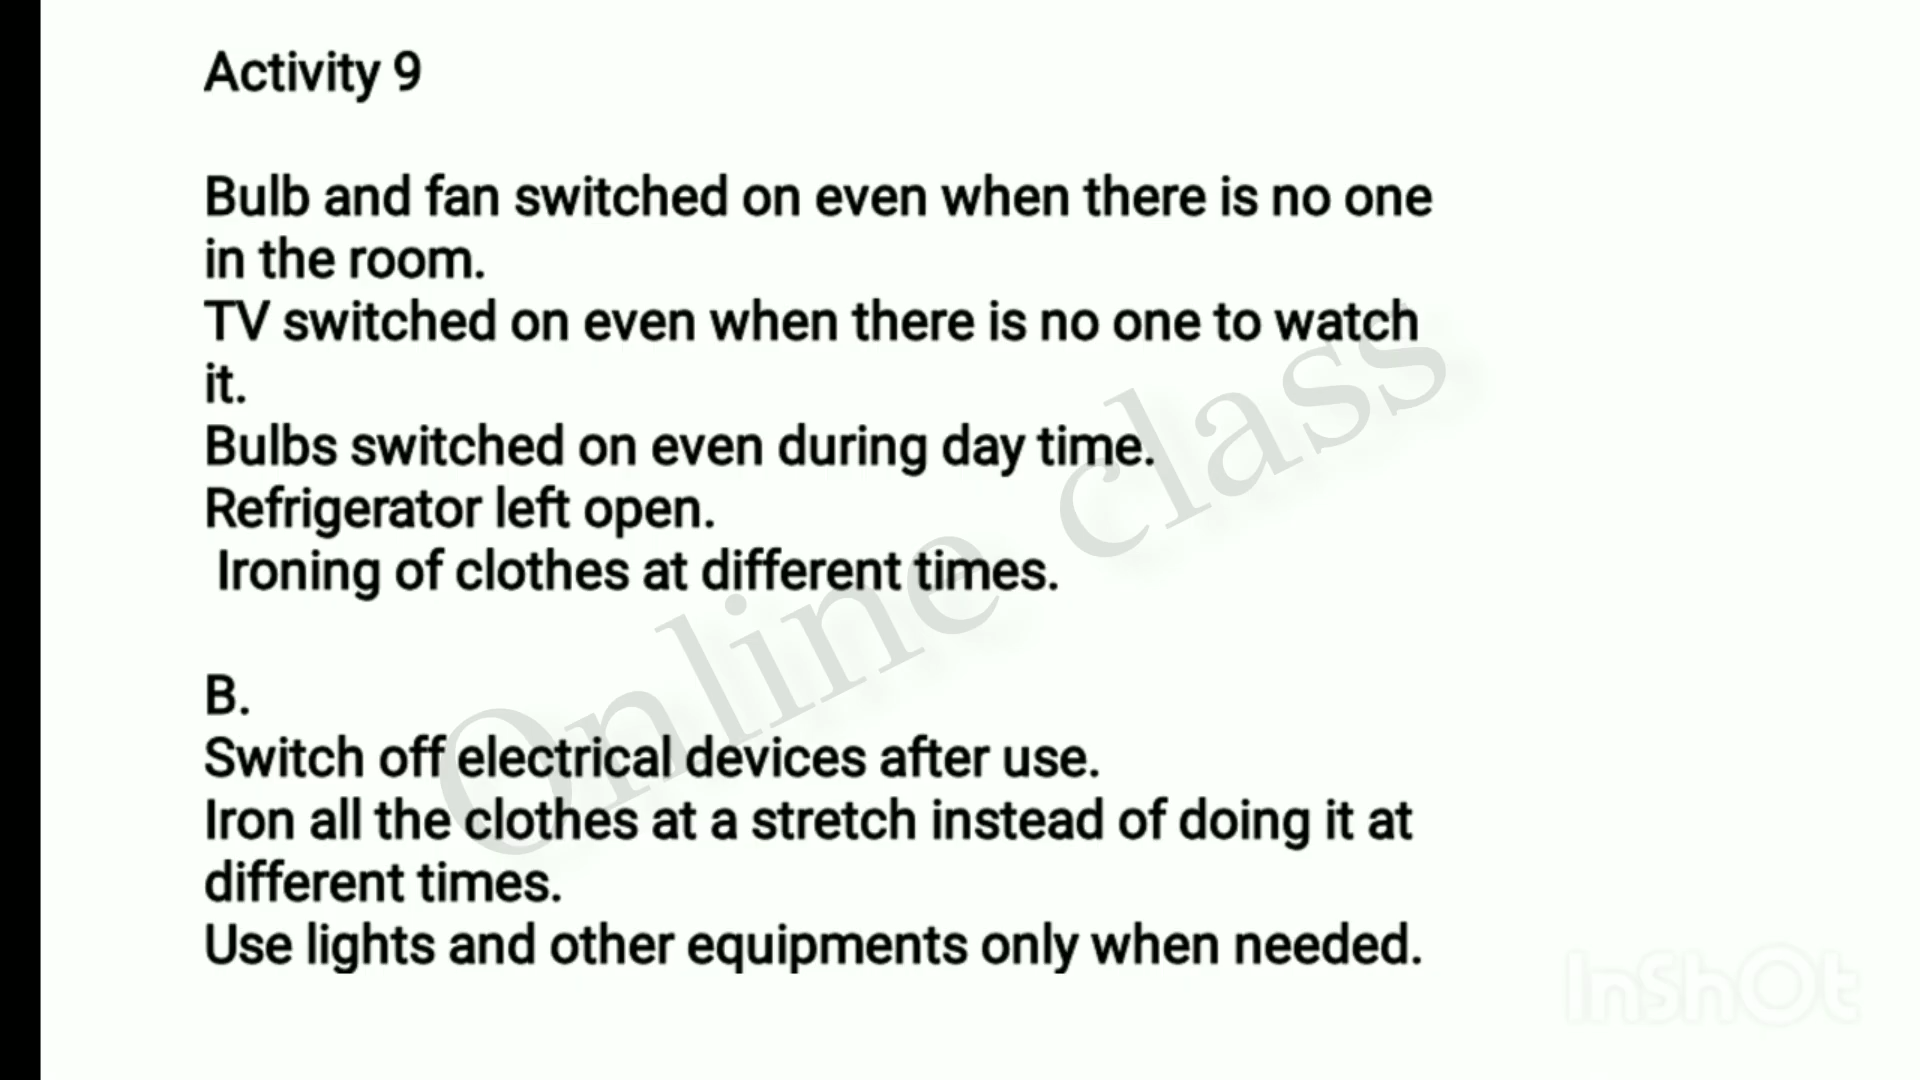 Activity 9
Bulb and fan switched on even when there is no one
in the room.
TV switched on even when there is no one to watch
it.
Bulbs switched on even during day time.
Refrigerator left open.
Ironing of clothes at different times.
B.
Switch off electrical devices after use.
Iron all the clothes at a stretch instead of doing it at
different times.
Use lights and other equipments only when needed.
Online class
InShOt